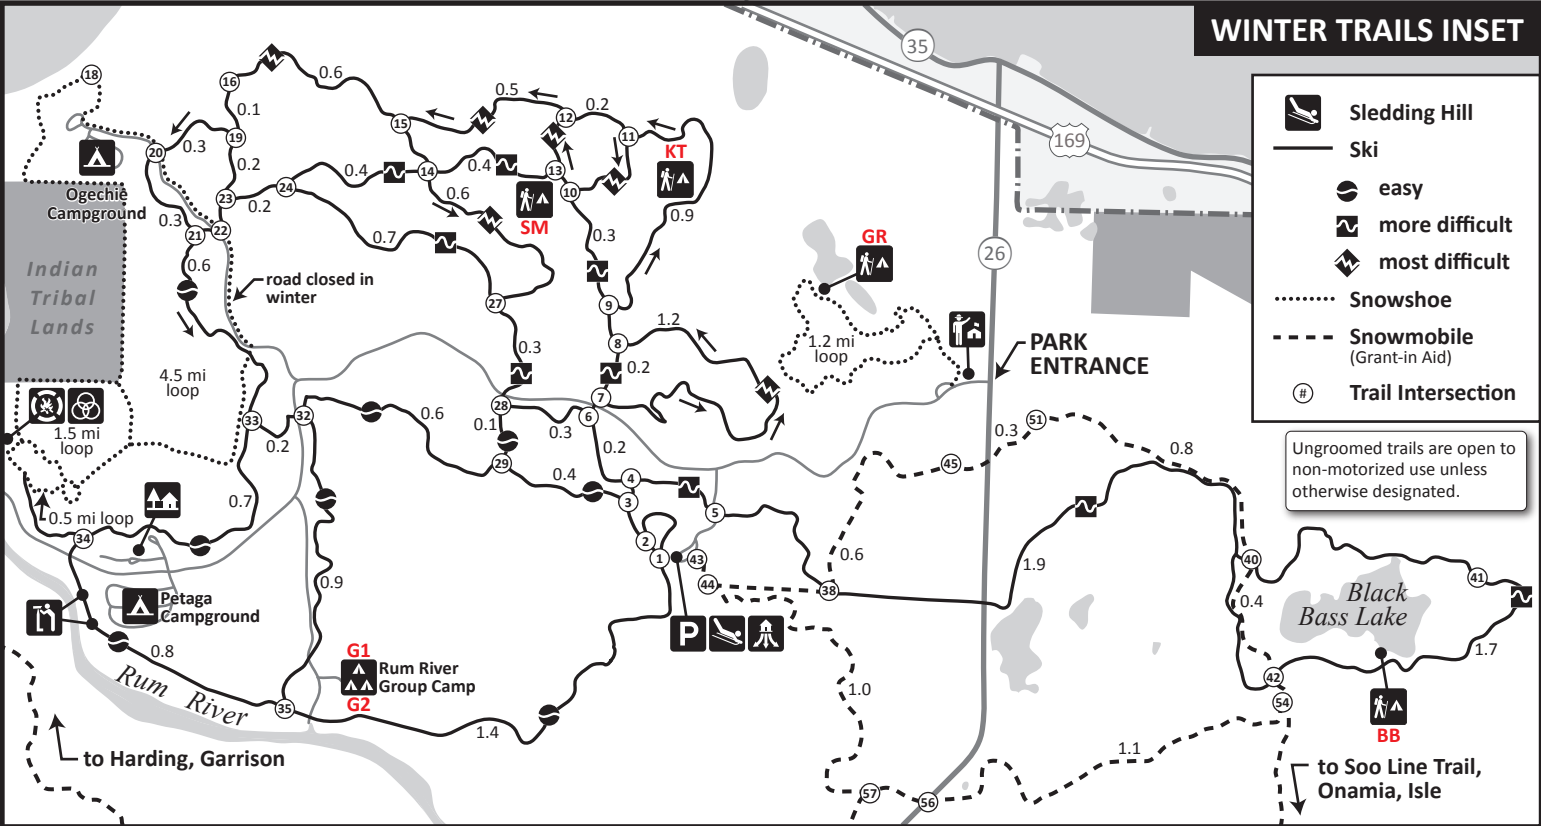 WINTER TRAILS INSET
Sledding Hill
Ski
easy
more difficult
most difficult
Snowshoe
Snowmobile
(Grant-in Aid)
#
Trail Intersection
Ungroomed trails are open to
non-motorized use unless
otherwise designated.
35
169
26
18
16
0.6
0.1
19
0.3
20
0.2
Ogechie
Campground
23
0.2
24
0.4
14
0.4
13
15
0.5
12
0.2
11
KT
10
SM
0.6
0.9
0.3
0.3
21
22
0.7
0.6
Indian
Tribal
Lands
road closed in
winter
27
9
GR
8
1.2
0.3
0.2
1.2 mi
loop
PARK
ENTRANCE
4.5 mi
loop
7
28
6
33
32
0.2
0.6
0.1
0.3
0.2
29
0.4
4
3
5
2
1
1.5 mi
loop
0.7
0.5 mi loop
34
51
0.3
45
0.8
0.6
1.9
43
44
38
40
0.4
41
Black
Bass Lake
1.7
42
54
BB
0.9
Petaga
Campground
P
0.8
Rum River
G1
Rum River
Group Camp
G2
35
1.4
1.0
1.1
57
56
to Harding, Garrison
to Soo Line Trail,
Onamia, Isle